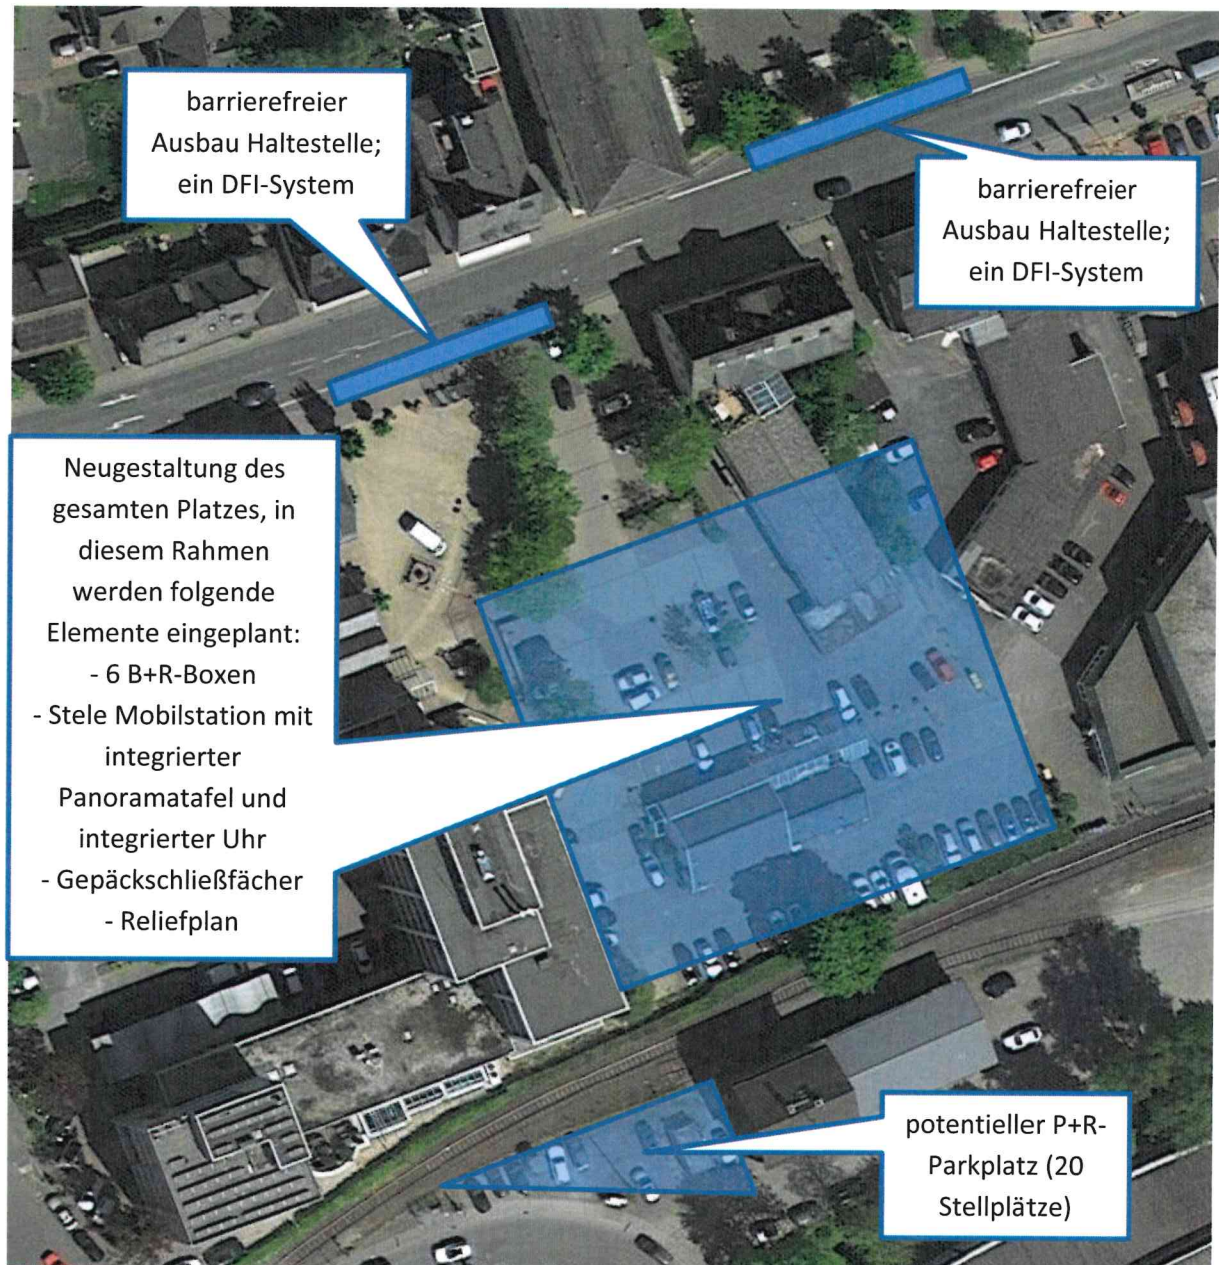 barrierefreier
Ausbau Haltestelle;
ein DFI-System
barrierefreier
Ausbau Haltestelle;
ein DFI-System
Neugestaltung des
gesamten Platzes, in
diesem Rahmen
werden folgende
Elemente eingeplant:
- 6 B+R-Boxen
- Stele Mobilstation mit
integrierter
Panoramatafel und
integrierter Uhr
- Gepäckschließfächer
- Reliefplan
potentieller P+R-
Parkplatz (20
Stellplätze)